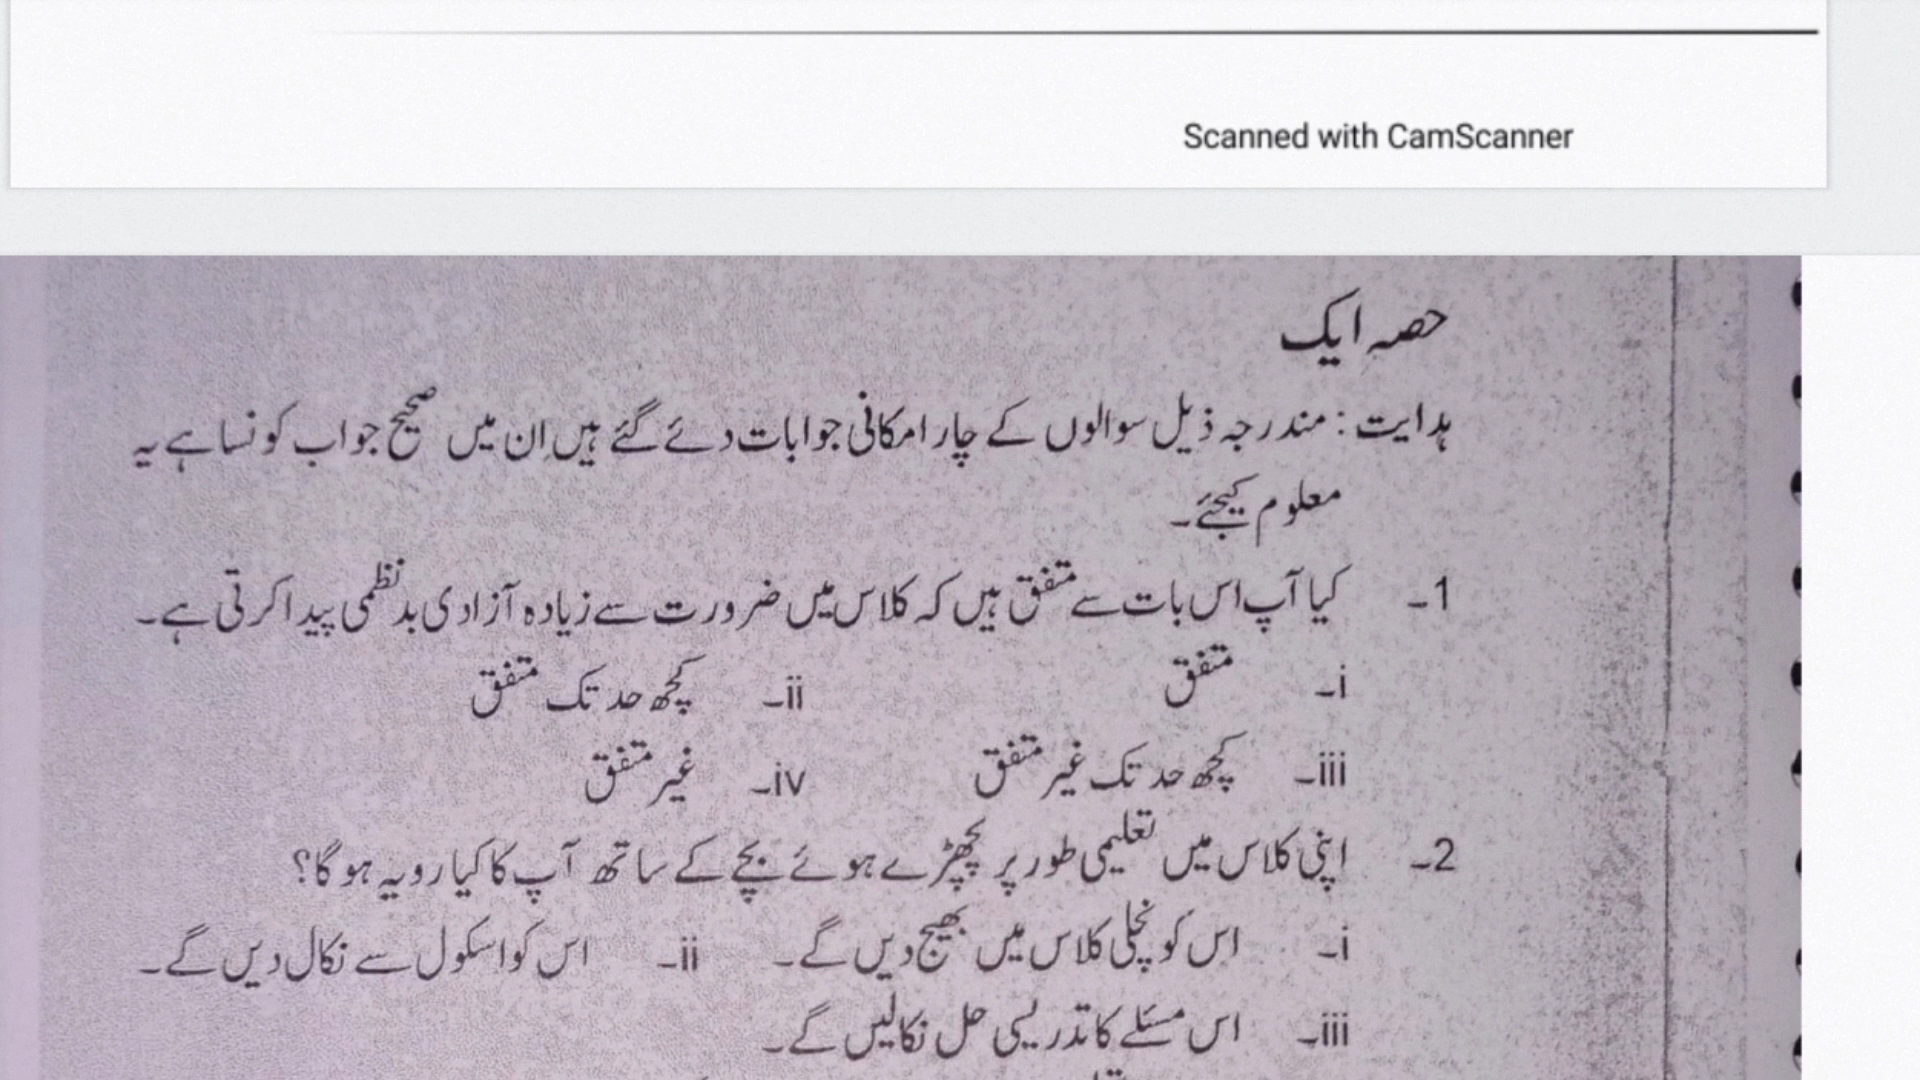 Scanned with CamScanner
حصہ ایک
ہدایت : مندرجہ ذیل سوالوں کے چار امکانی جوابات دئے گئے ہیں اِن میں صحیح جواب کونسا ہے یہ
معلوم کیجئے۔
1۔ کیا آپ اس بات سے متفق ہیں کہ کلاس میں ضرورت سے زیادہ آزادی بدنظمی پیدا کرتی ہے۔
i۔ متفق ii۔ کچھ حد تک متفق
iii۔ کچھ حد تک غیر متفق iv۔ غیر متفق
2۔ اپنی کلاس میں تعلیمی طور پر پچھڑے ہوئے بچے کے ساتھ آپ کا کیا رویہ ہوگا؟
i۔ اس کو نچلی کلاس میں بھیج دیں گے۔ ii۔ اس کو اسکول سے نکال دیں گے۔
iii۔ اس مسئلے کا تدریسی حل نکالیں گے۔